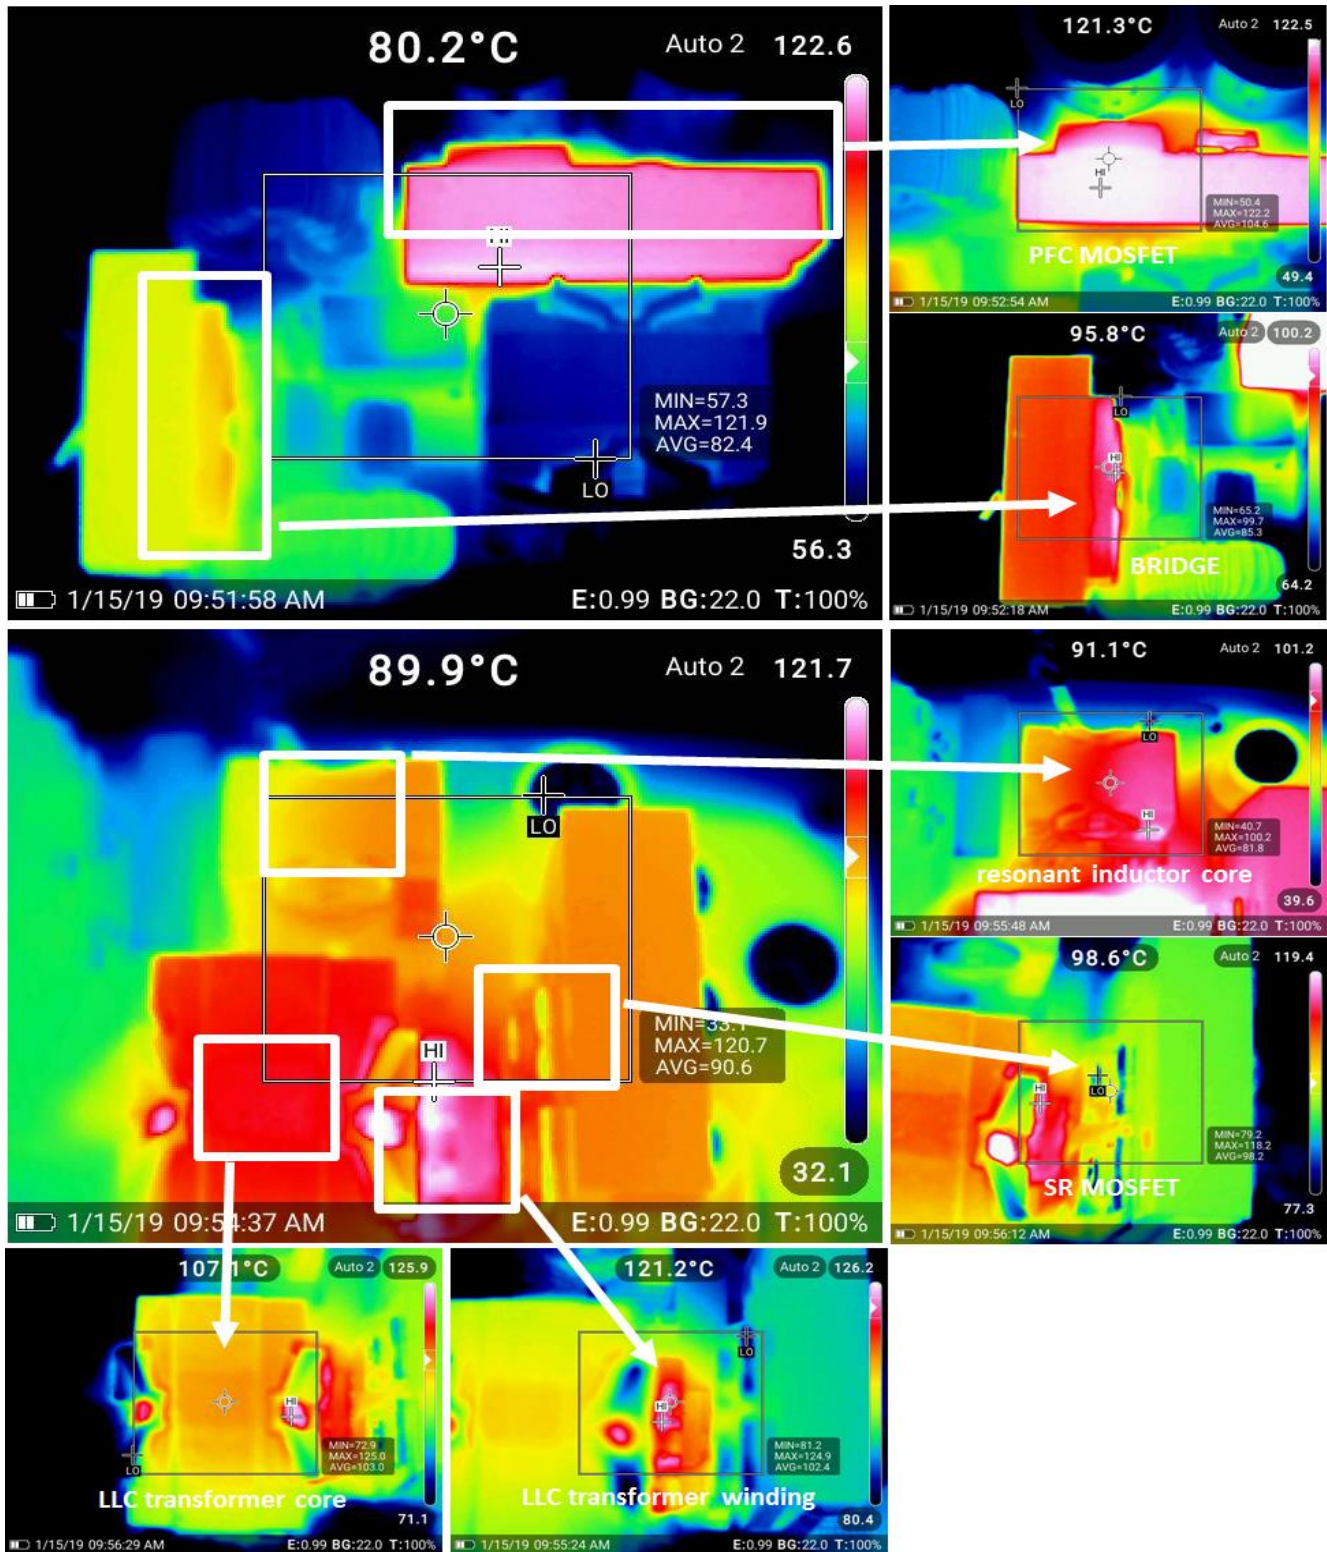 80.2°C
Auto 2 122.6
HI
MIN=57.3
MAX=121.9
AVG=82.4
LO
56.3
1/15/19 09:51:58 AM E:0.99 BG:22.0 T:100%
121.3°C
Auto 2 122.5
LO
HI
MIN=50.4
MAX=122.2
AVG=104.6
PFC MOSFET
49.4
1/15/19 09:52:54 AM E:0.99 BG:22.0 T:100%
95.8°C
Auto 2 100.2
LO
HI
MIN=65.2
MAX=99.7
AVG=85.3
BRIDGE
64.2
1/15/19 09:52:18 AM E:0.99 BG:22.0 T:100%
89.9°C
Auto 2 121.7
LO
HI
MIN=33.1
MAX=120.7
AVG=90.6
32.1
1/15/19 09:54:37 AM E:0.99 BG:22.0 T:100%
91.1°C
Auto 2 101.2
LO
HI
MIN=40.7
MAX=100.2
AVG=81.8
resonant inductor core
39.6
1/15/19 09:55:48 AM E:0.99 BG:22.0 T:100%
98.6°C
Auto 2 119.4
HI
LO
MIN=79.2
MAX=118.2
AVG=98.2
SR MOSFET
77.3
1/15/19 09:56:12 AM E:0.99 BG:22.0 T:100%
107.1°C
Auto 2 125.9
HI
LO
MIN=72.9
MAX=125.0
AVG=103.0
LLC transformer core
71.1
1/15/19 09:56:29 AM E:0.99 BG:22.0 T:100%
121.2°C
Auto 2 126.2
LO
HI
MIN=81.2
MAX=124.9
AVG=102.4
LLC transformer winding
80.4
1/15/19 09:55:24 AM E:0.99 BG:22.0 T:100%